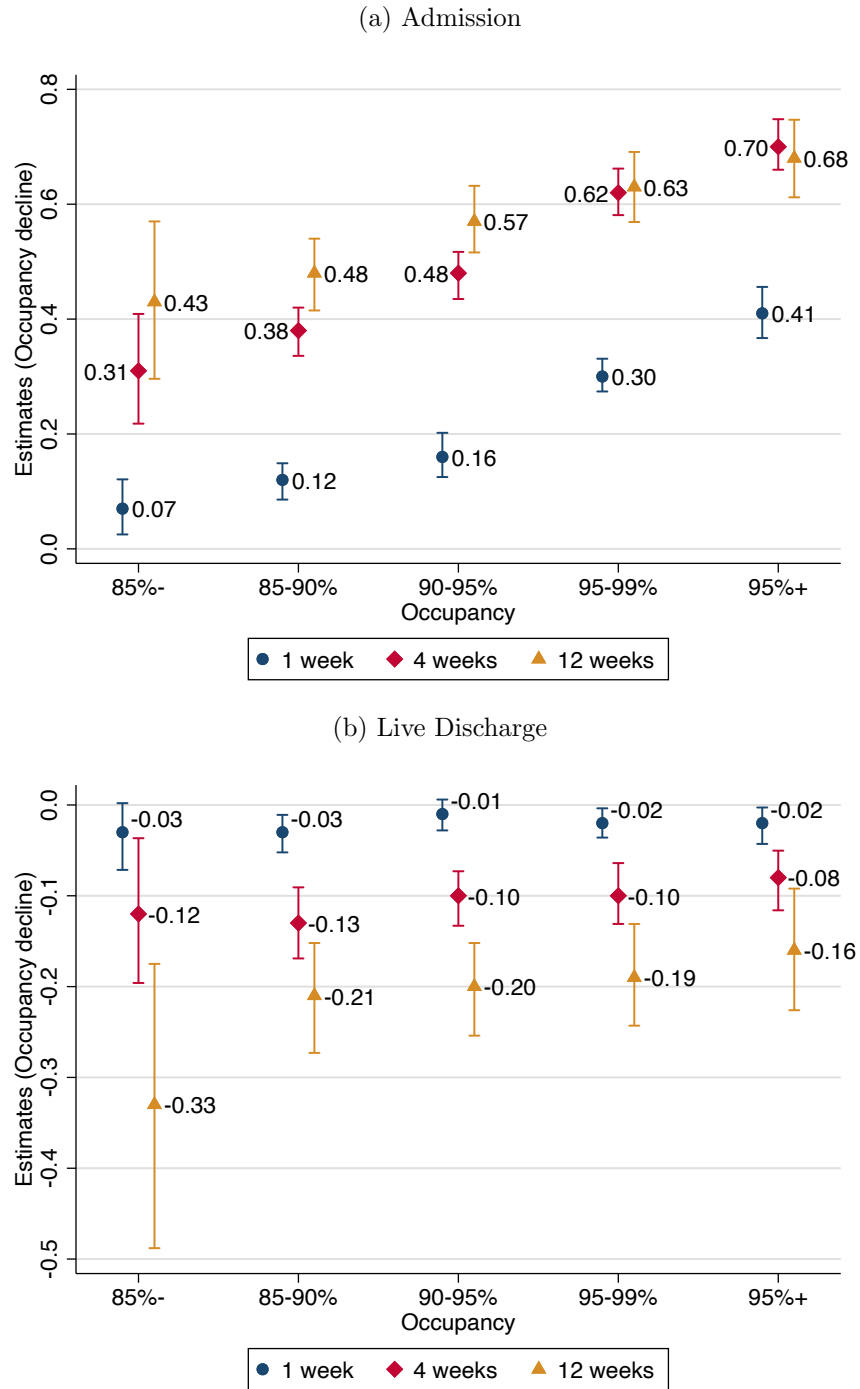 (a) Admission
Estimates (Occupancy decline)
0.8
0.6
0.4
0.2
0.0
0.70
0.68
0.62
0.63
0.57
0.48
0.48
0.43
0.38
0.31
0.41
0.30
0.16
0.12
0.07
85%- 85-90% 90-95% 95-99% 95%+
Occupancy
1 week 4 weeks 12 weeks
(b) Live Discharge
Estimates (Occupancy decline)
0.0
-0.1
-0.2
-0.3
-0.4
-0.5
-0.03 -0.03 -0.01 -0.02 -0.02
-0.12 -0.13 -0.10 -0.10 -0.08
-0.33 -0.21 -0.20 -0.19 -0.16
85%- 85-90% 90-95% 95-99% 95%+
Occupancy
1 week 4 weeks 12 weeks